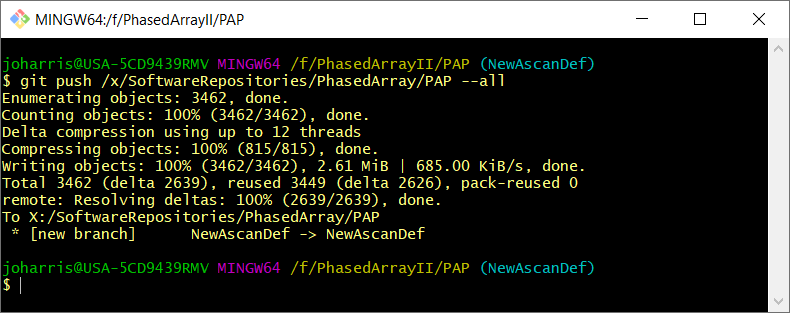 MINGW64:/f/PhasedArrayII/PAP
joharris@USA-5CD9439RMV MINGW64 /f/PhasedArrayII/PAP (NewAscanDef)
$ git push /x/SoftwareRepositories/PhasedArray/PAP --all
Enumerating objects: 3462, done.
Counting objects: 100% (3462/3462), done.
Delta compression using up to 12 threads
Compressing objects: 100% (815/815), done.
Writing objects: 100% (3462/3462), 2.61 MiB | 685.00 KiB/s, done.
Total 3462 (delta 2639), reused 3449 (delta 2626), pack-reused 0
remote: Resolving deltas: 100% (2639/2639), done.
To X:/SoftwareRepositories/PhasedArray/PAP
 * [new branch]      NewAscanDef -> NewAscanDef
joharris@USA-5CD9439RMV MINGW64 /f/PhasedArrayII/PAP (NewAscanDef)
$